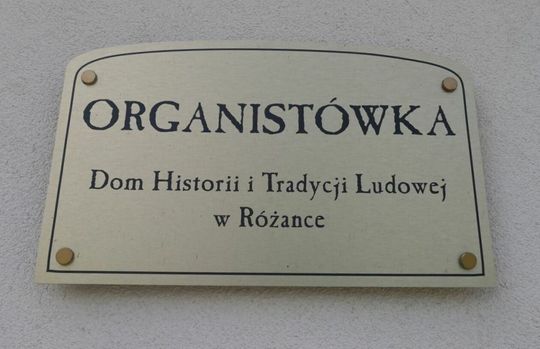 ORGANISTÓWKA
Dom Historii i Tradycji Ludowej
w Różance